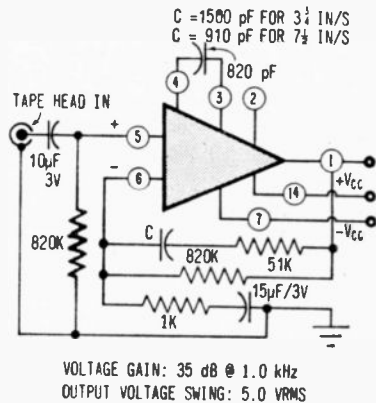 C =1500 pF FOR 3¾ IN/S
C = 910 pF FOR 7½ IN/S
820 pF
4
3
2
TAPE HEAD IN
+
5
1
10µF
3V
-
6
+Vcc
14
7
-Vcc
C
820K
820K
51K
15µF/3V
1K
VOLTAGE GAIN: 35 dB @ 1.0 kHz
OUTPUT VOLTAGE SWING: 5.0 VRMS